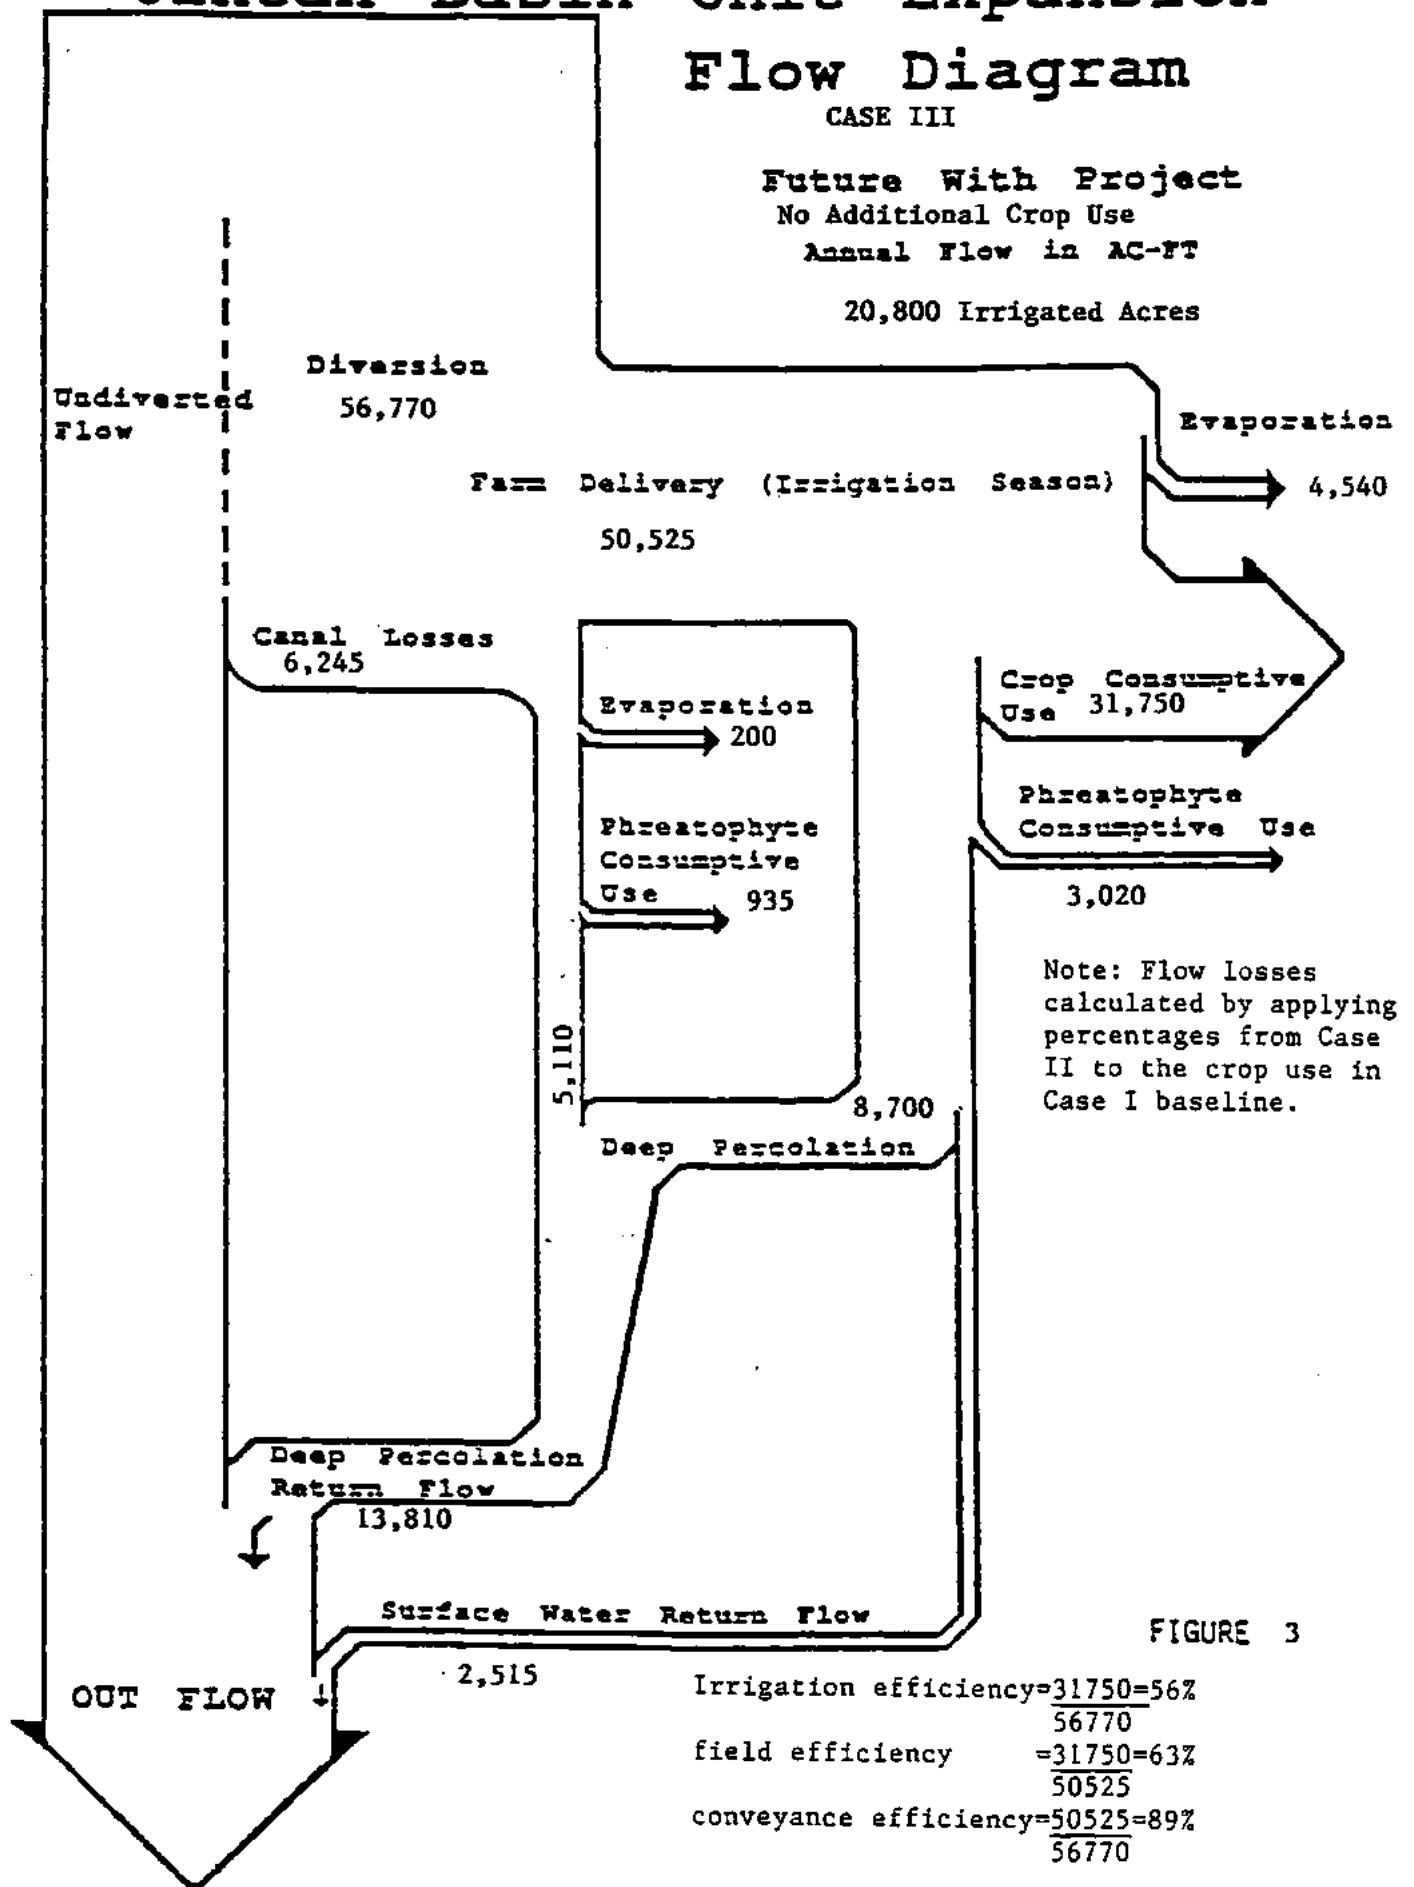 Basin Unit Expansion
Flow Diagram
CASE III
Future With Project
No Additional Crop Use
Annual Flow in AC-FT
20,800 Irrigated Acres
Diversion
56,770
Undiverted
Flow
Evaporation
4,540
Farm Delivery (Irrigation Season)
50,525
Canal Losses
6,245
Evaporation
200
Crop Consumptive
Use 31,750
Phreatophyte
Consumptive
Use 935
Phreatophyte
Consumptive Use
3,020
Note: Flow losses
calculated by applying
percentages from Case
II to the crop use in
Case I baseline.
5,110
8,700
Deep Percolation
Deep Percolation
Return Flow
13,810
Surface Water Return Flow
2,515
OUT FLOW
FIGURE 3
Irrigation efficiency=31750=56%
56770
field efficiency =31750=63%
50525
conveyance efficiency=50525=89%
56770